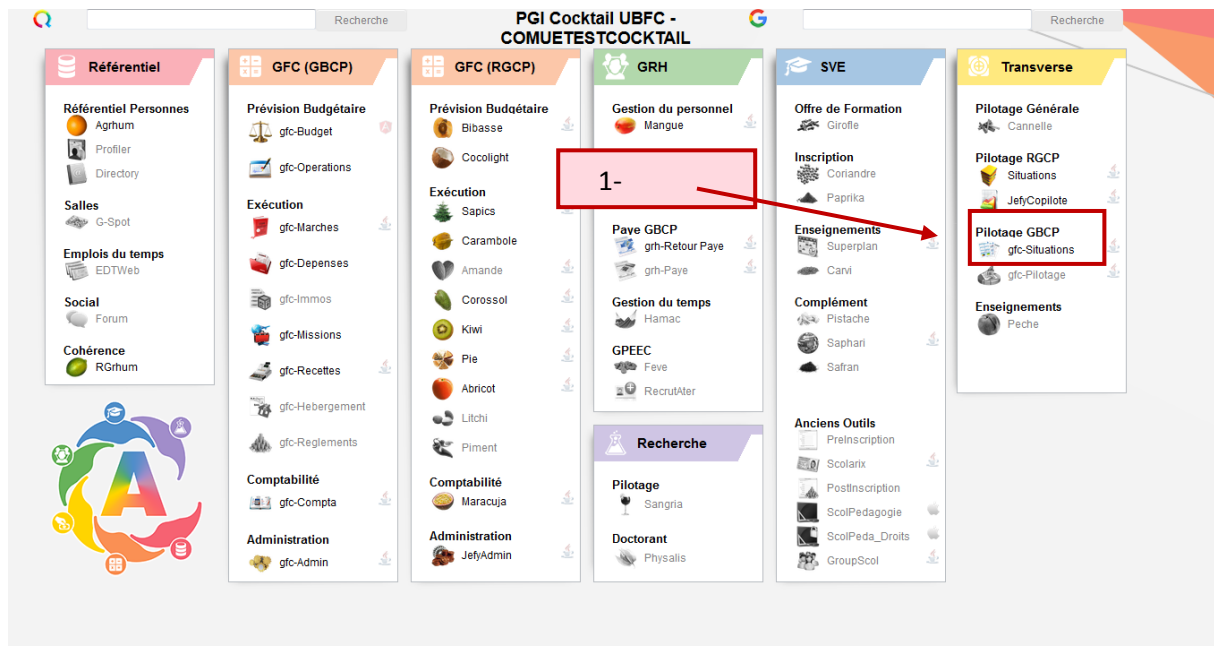 Recherche
PGI Cocktail UBFC -
COMUETESTCOCKTAIL
Recherche
Référentiel
Référentiel Personnes
Agrhum
Profiler
Directory
Salles
G-Spot
Emplois du temps
EDTWeb
Social
Forum
Cohérence
RGrhum
A
GFC (GBCP)
Prévision Budgétaire
gfc-Budget
gfc-Operations
Exécution
gfc-Marches
gfc-Depenses
gfc-Immos
gfc-Missions
gfc-Recettes
gfc-Hebergement
gfc-Reglements
Comptabilité
gfc-Compta
Administration
gfc-Admin
GFC (RGCP)
Prévision Budgétaire
Bibasse
Cocolight
Exécution
Sapics
Carambole
Amande
Corossol
Kiwi
Pie
Abricot
Litchi
Piment
Comptabilité
Maracuja
Administration
JefyAdmin
GRH
Gestion du personnel
Mangue
1-
Paye GBCP
grh-Retour Paye
grh-Paye
Gestion du temps
Hamac
GPEEC
Feve
RecrutAter
Recherche
Pilotage
Sangria
Doctorant
Physalis
SVE
Offre de Formation
Girofle
Inscription
Coriandre
Paprika
Enseignements
Superplan
Carvi
Complément
Pistache
Saphari
Safran
Anciens Outils
PreInscription
Scolarix
PostInscription
ScolPedagogie
ScolPeda_Droits
GroupScol
Transverse
Pilotage Générale
Cannelle
Pilotage RGCP
Situations
JefyCopilote
Pilotage GBCP
gfc-Situations
gfc-Pilotage
Enseignements
Peche